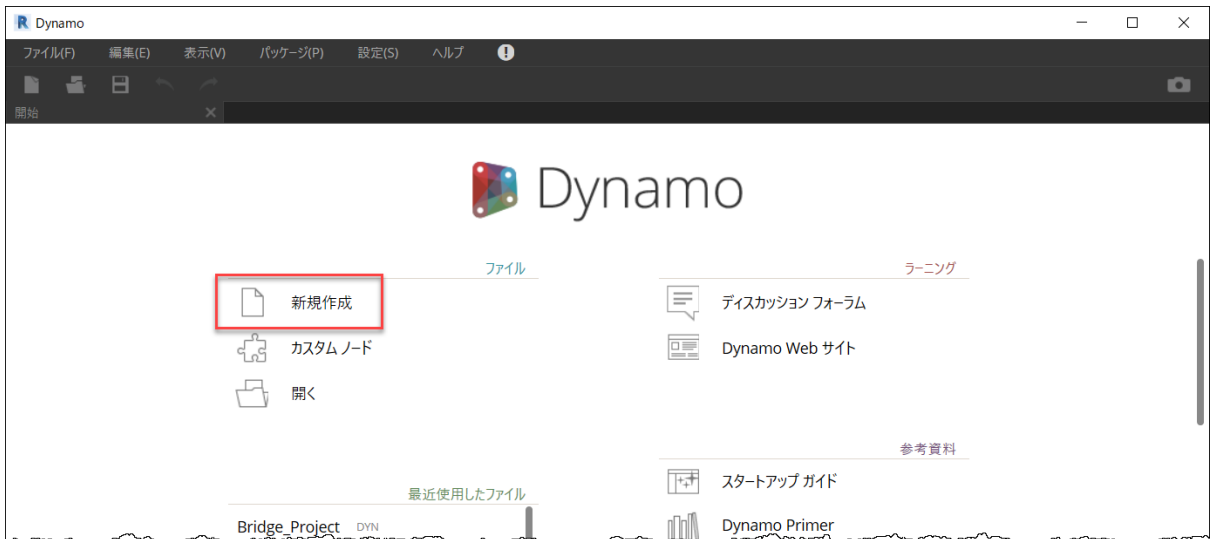 R Dynamo
ファイル(F) 編集(E) 表示(V) パッケージ(P) 設定(S) ヘルプ !
開始
Dynamo
ファイル
新規作成
カスタム ノード
開く
最近使用したファイル
Bridge_Project DYN
ラーニング
ディスカッション フォーラム
Dynamo Web サイト
参考資料
スタートアップ ガイド
Dynamo Primer